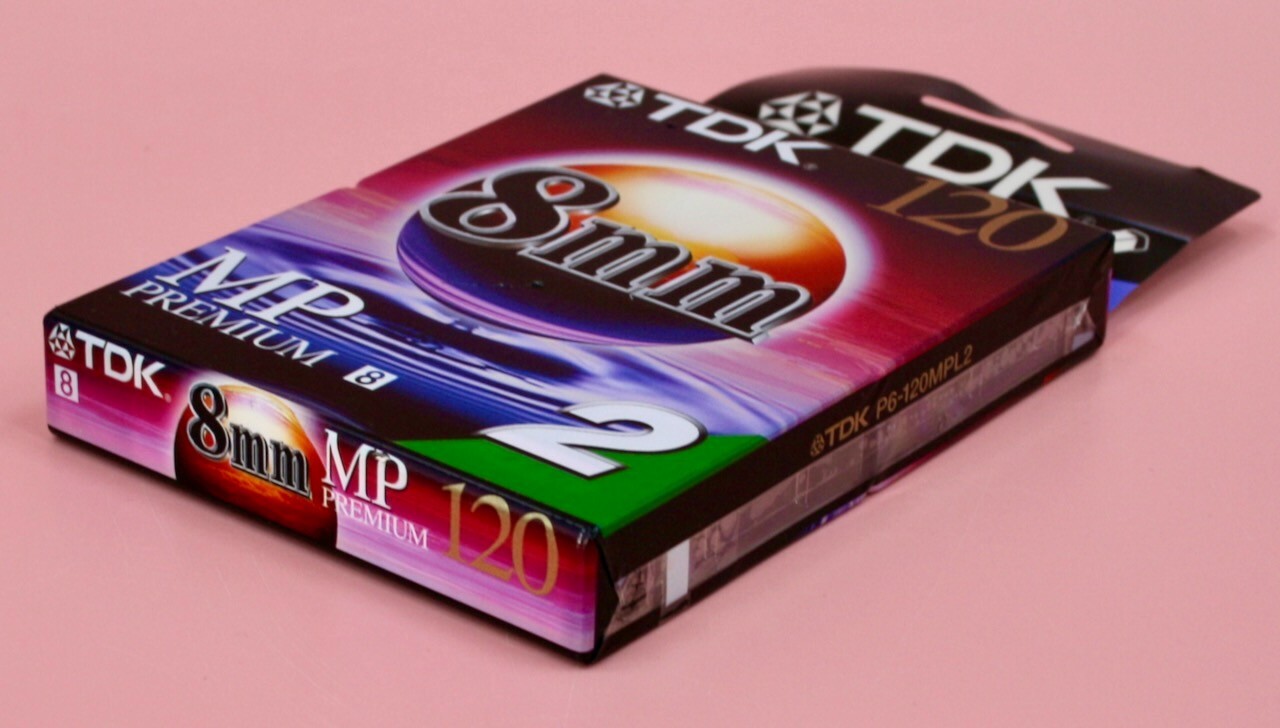 TDK
120
TDK
8mm
MP
PREMIUM 8
2
TDK P6-120MPL2
TDK
8
8mm
MP
PREMIUM
120